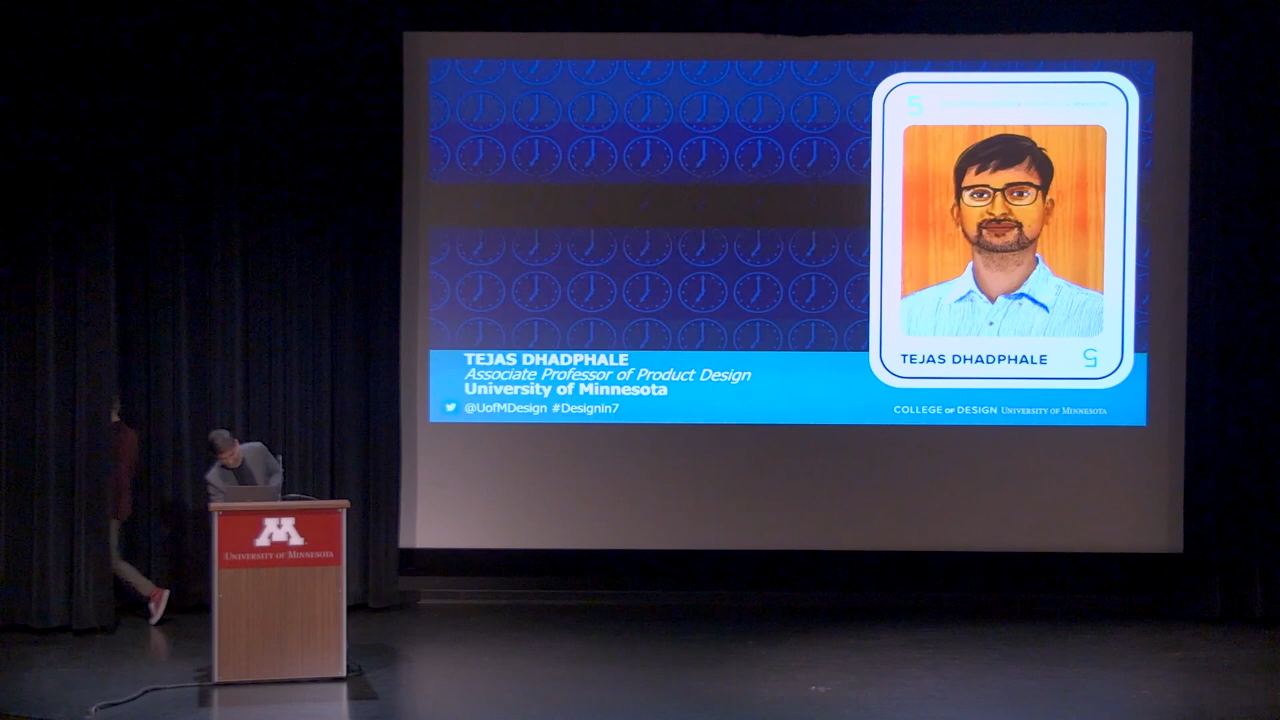 5
TEJAS DHADPHALE
5
TEJAS DHADPHALE
Associate Professor of Product Design
University of Minnesota
@UofMDesign #Designin7
COLLEGE OF DESIGN UNIVERSITY OF MINNESOTA
M
UNIVERSITY OF MINNESOTA